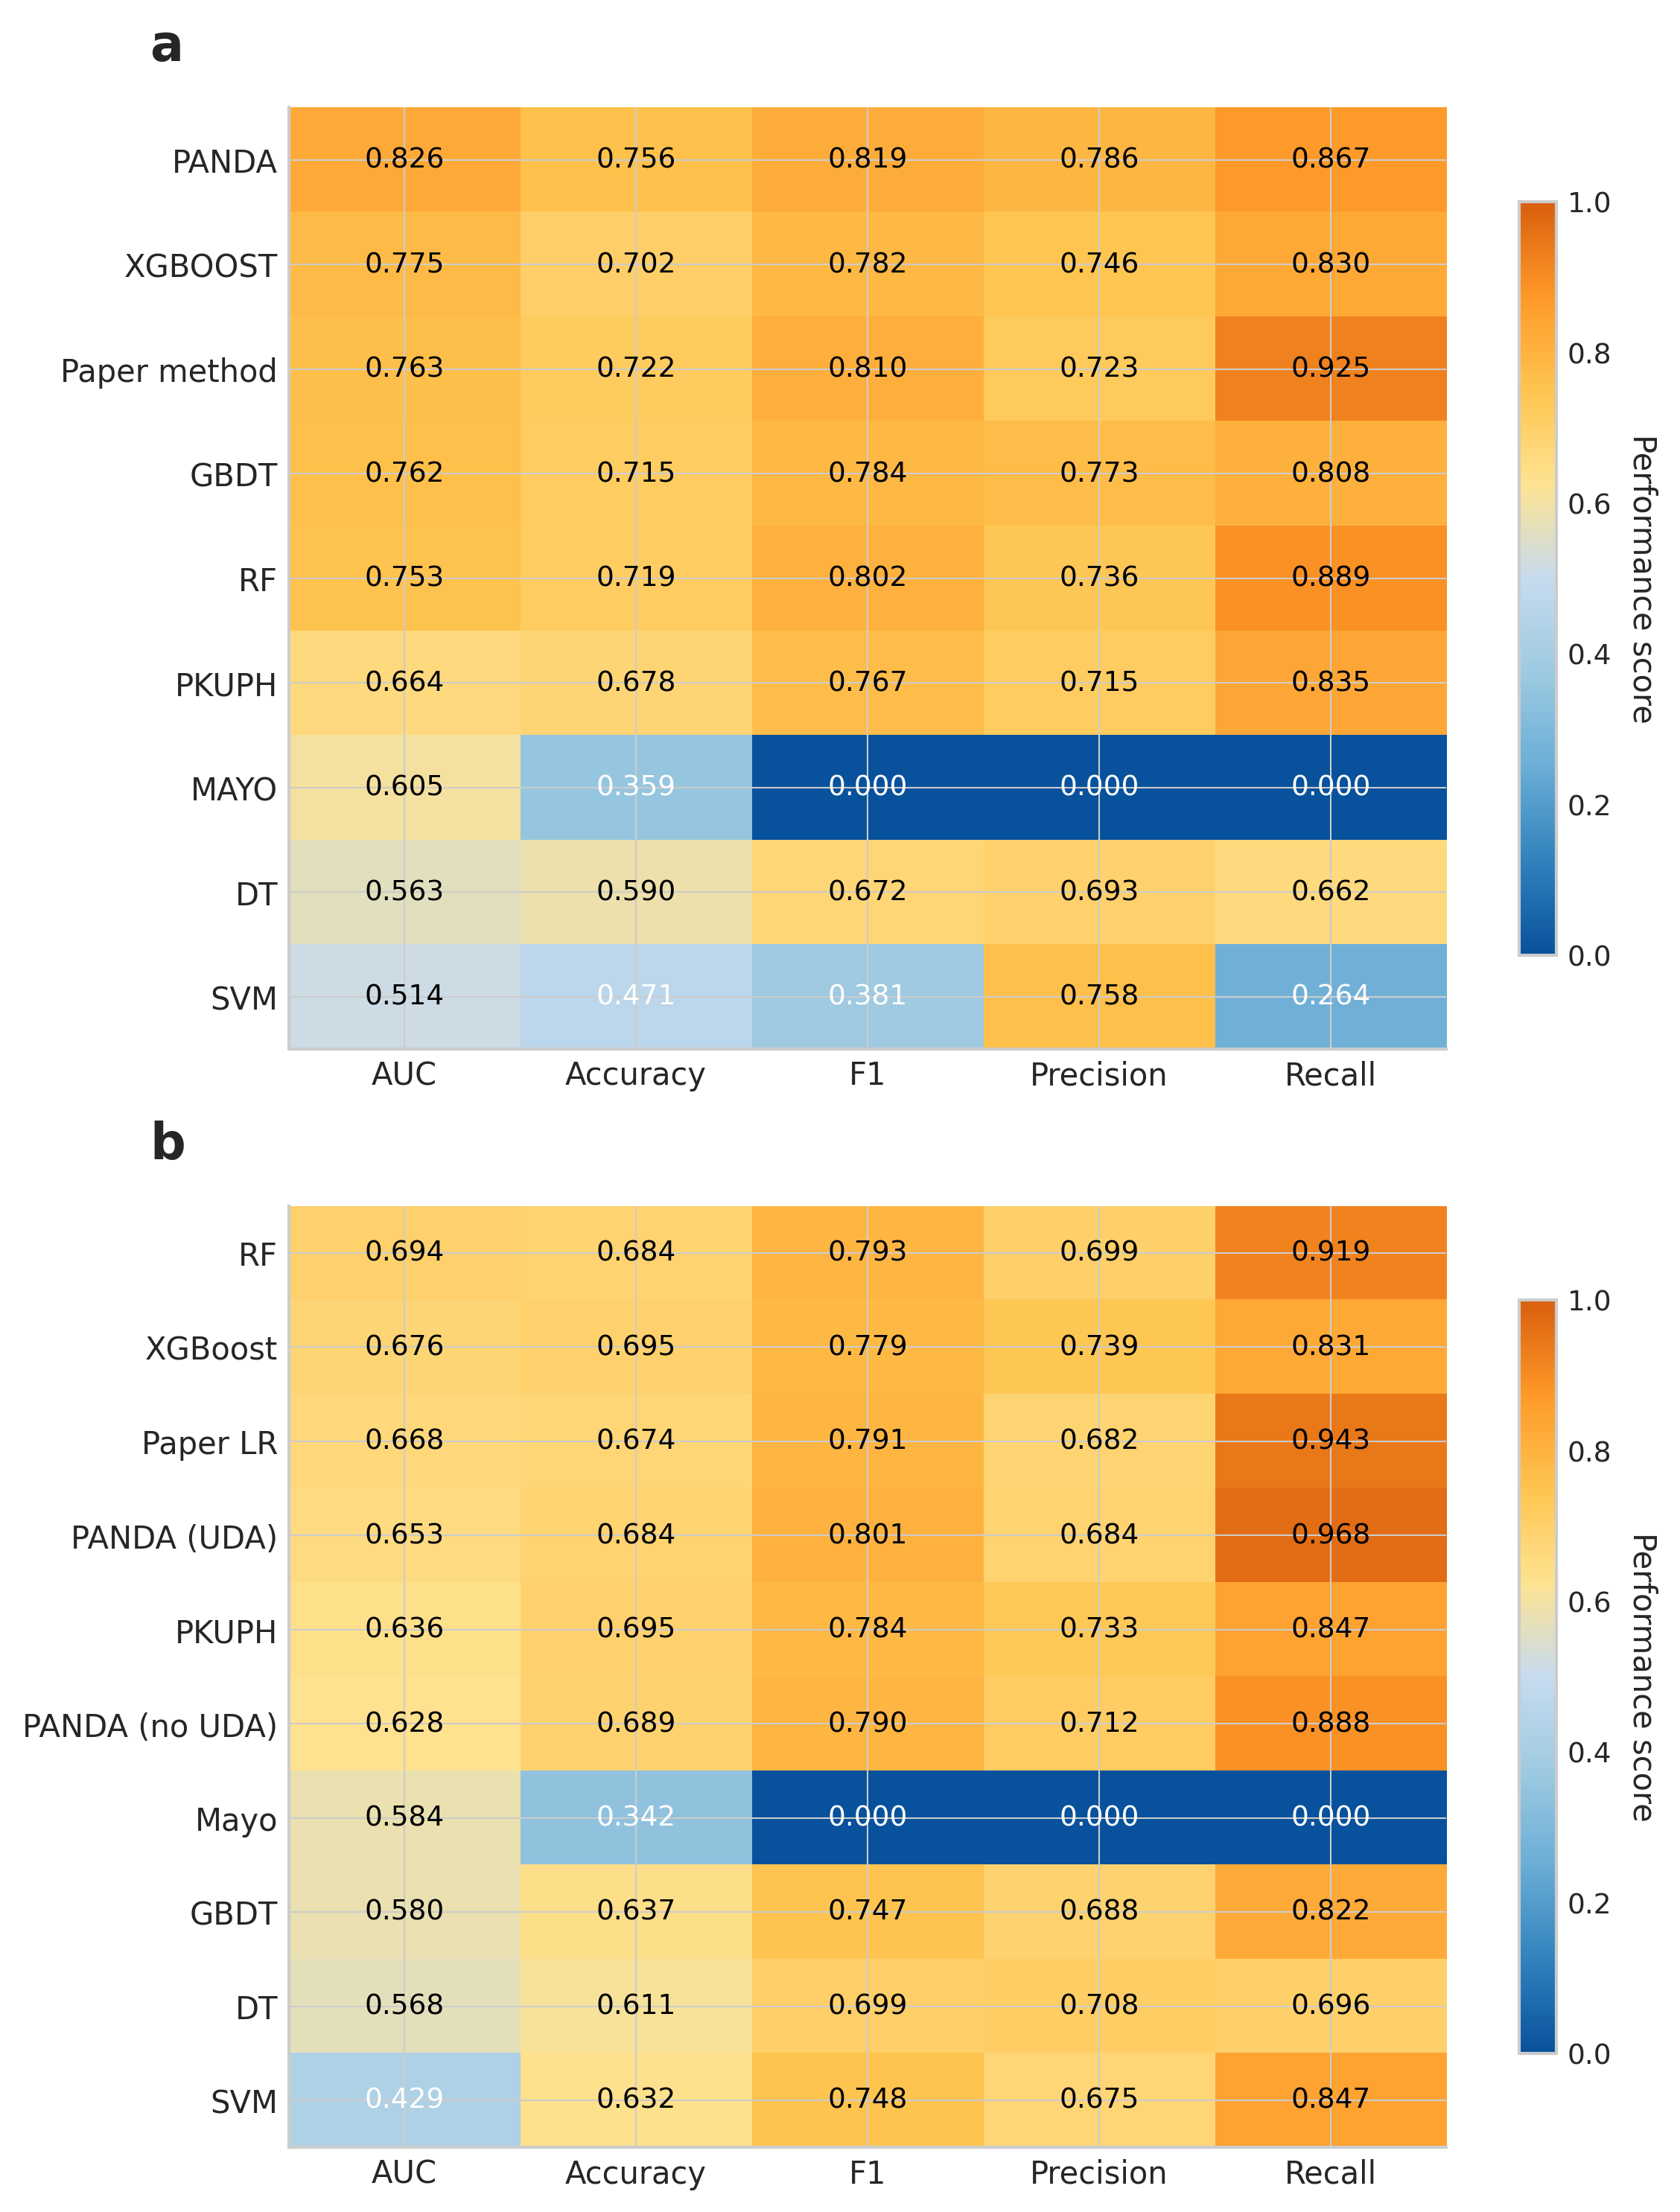 a
PANDA 0.826 0.756 0.819 0.786 0.867
XGBOOST 0.775 0.702 0.782 0.746 0.830
Paper method 0.763 0.722 0.810 0.723 0.925
GBDT 0.762 0.715 0.784 0.773 0.808
RF 0.753 0.719 0.802 0.736 0.889
PKUPH 0.664 0.678 0.767 0.715 0.835
MAYO 0.605 0.359 0.000 0.000 0.000
DT 0.563 0.590 0.672 0.693 0.662
SVM 0.514 0.471 0.381 0.758 0.264
AUC Accuracy F1 Precision Recall
1.0
0.8
0.6
0.4
0.2
0.0
Performance score
b
RF 0.694 0.684 0.793 0.699 0.919
XGBoost 0.676 0.695 0.779 0.739 0.831
Paper LR 0.668 0.674 0.791 0.682 0.943
PANDA (UDA) 0.653 0.684 0.801 0.684 0.968
PKUPH 0.636 0.695 0.784 0.733 0.847
PANDA (no UDA) 0.628 0.689 0.790 0.712 0.888
Mayo 0.584 0.342 0.000 0.000 0.000
GBDT 0.580 0.637 0.747 0.688 0.822
DT 0.568 0.611 0.699 0.708 0.696
SVM 0.429 0.632 0.748 0.675 0.847
AUC Accuracy F1 Precision Recall
1.0
0.8
0.6
0.4
0.2
0.0
Performance score